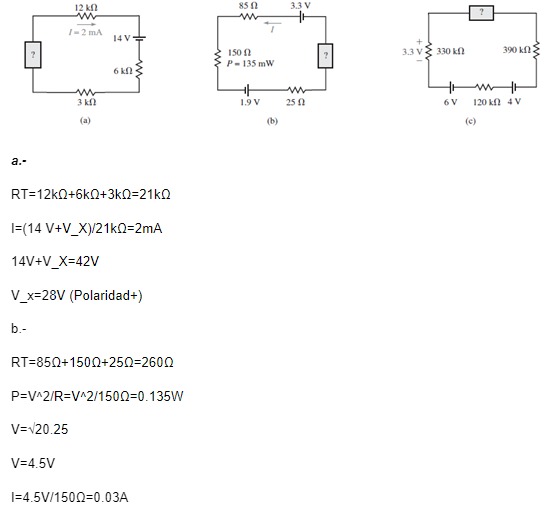 12 kΩ
I = 2 mA
14 V
?
6 kΩ
3 kΩ
(a)
85 Ω
3.3 V
I
150 Ω
P = 135 mW
?
1.9 V
25 Ω
(b)
?
+
3.3 V
−
330 kΩ
390 kΩ
6 V
120 kΩ
4 V
(c)
a.-
RT=12kΩ+6kΩ+3kΩ=21kΩ
I=(14 V+V_X)/21kΩ=2mA
14V+V_X=42V
V_x=28V (Polaridad+)
b.-
RT=85Ω+150Ω+25Ω=260Ω
P=V^2/R=V^2/150Ω=0.135W
V=√20.25
V=4.5V
I=4.5V/150Ω=0.03A